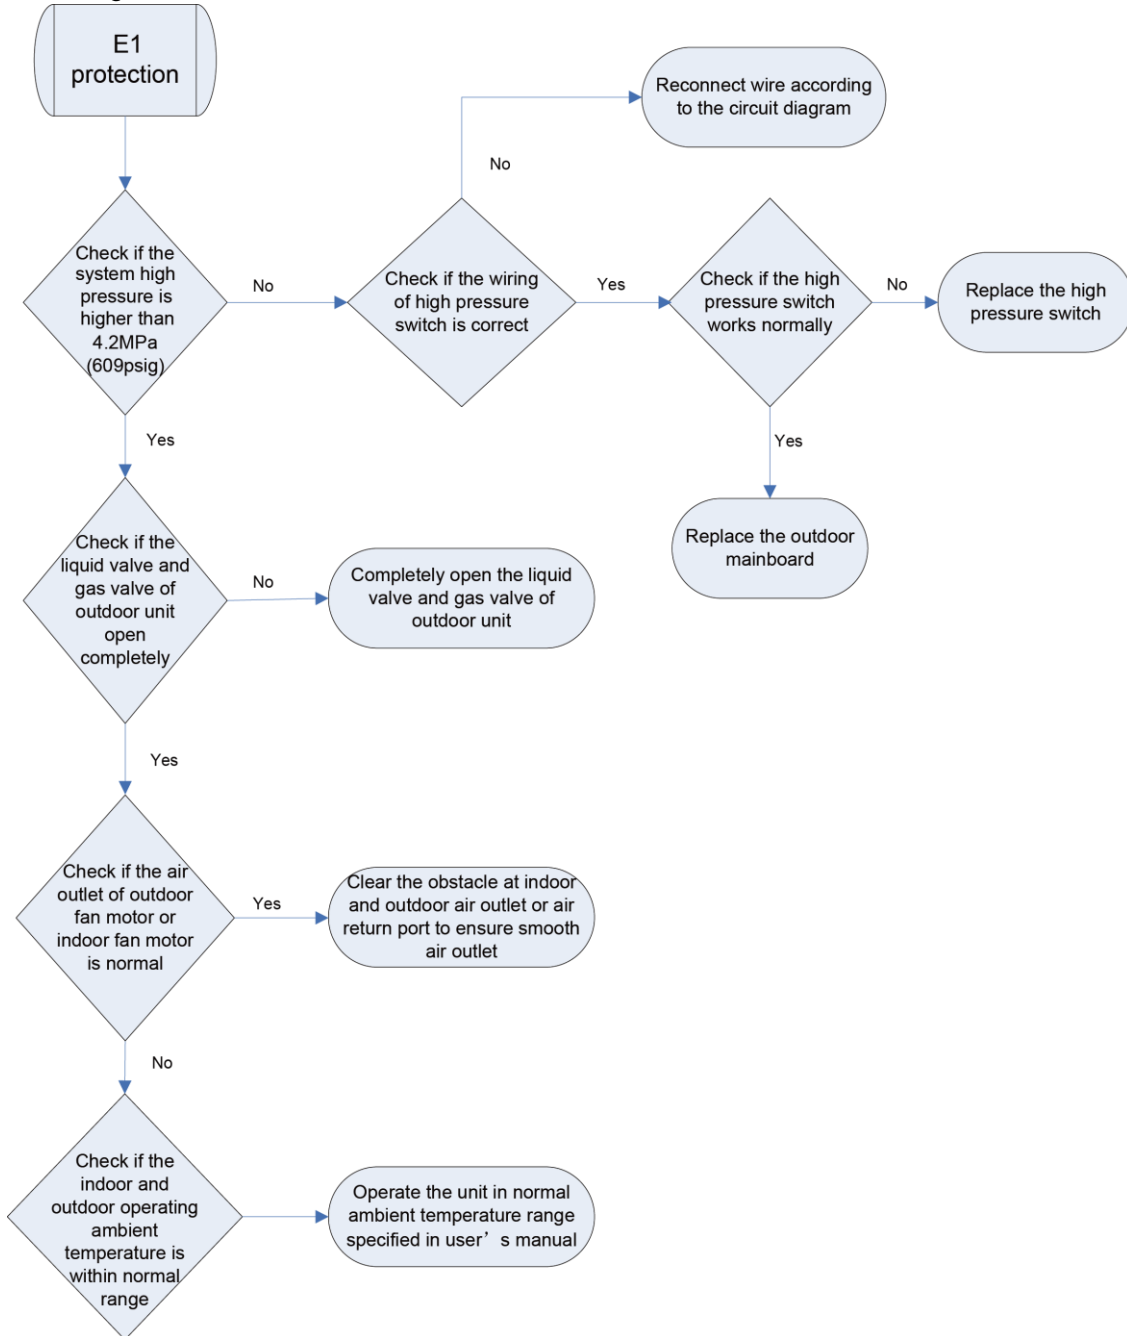 E1
protection
Reconnect wire according
to the circuit diagram
No
Check if the
system high
pressure is
higher than
4.2MPa
(609psig)
No
Check if the wiring
of high pressure
switch is correct
Yes
Check if the high
pressure switch
works normally
No
Replace the high
pressure switch
Yes
Yes
Replace the outdoor
mainboard
Check if the
liquid valve and
gas valve of
outdoor unit
open
completely
No
Completely open the liquid
valve and gas valve of
outdoor unit
Yes
Check if the air
outlet of outdoor
fan motor or
indoor fan motor
is normal
Yes
Clear the obstacle at indoor
and outdoor air outlet or air
return port to ensure smooth
air outlet
No
Check if the
indoor and
outdoor operating
ambient
temperature is
within normal
range
Operate the unit in normal
ambient temperature range
specified in user’ s manual